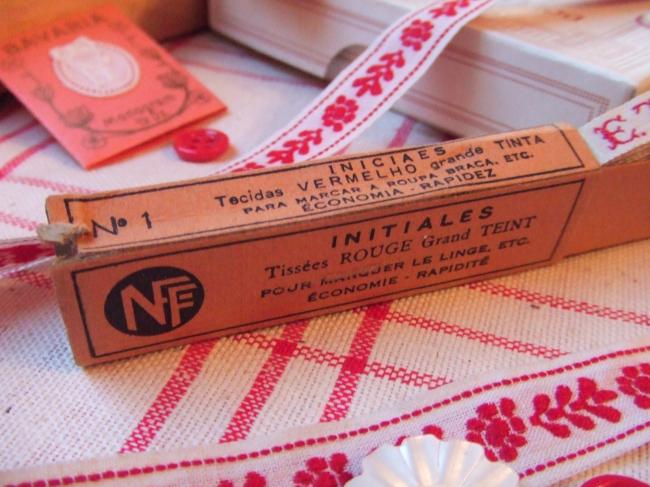 BAVARIA
Nº 1
INICIAES
Tecidas VERMELHO grande TINTA
PARA MARCAR A ROUPA BRACA, ETC.
ÉCONOMIA - RAPIDEZ
NF
INITIALES
Tissées ROUGE Grand TEINT
POUR MARQUER LE LINGE, ETC.
ÉCONOMIE - RAPIDITÉ
E